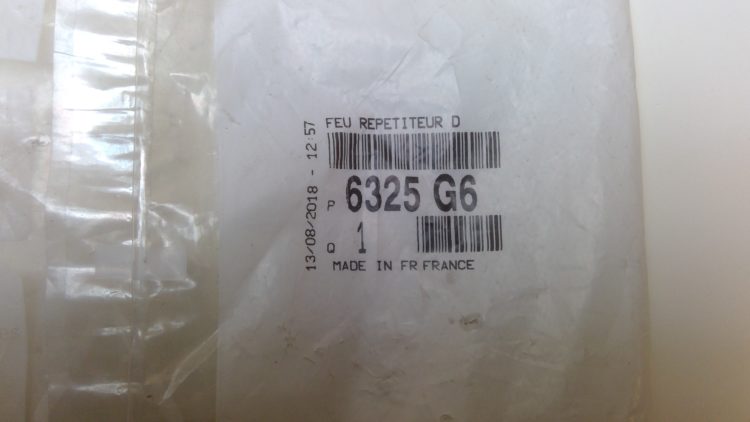 FEU REPETITEUR D
P 6325 G6
Q 1
MADE IN FR FRANCE
13/08/2018 - 12:57